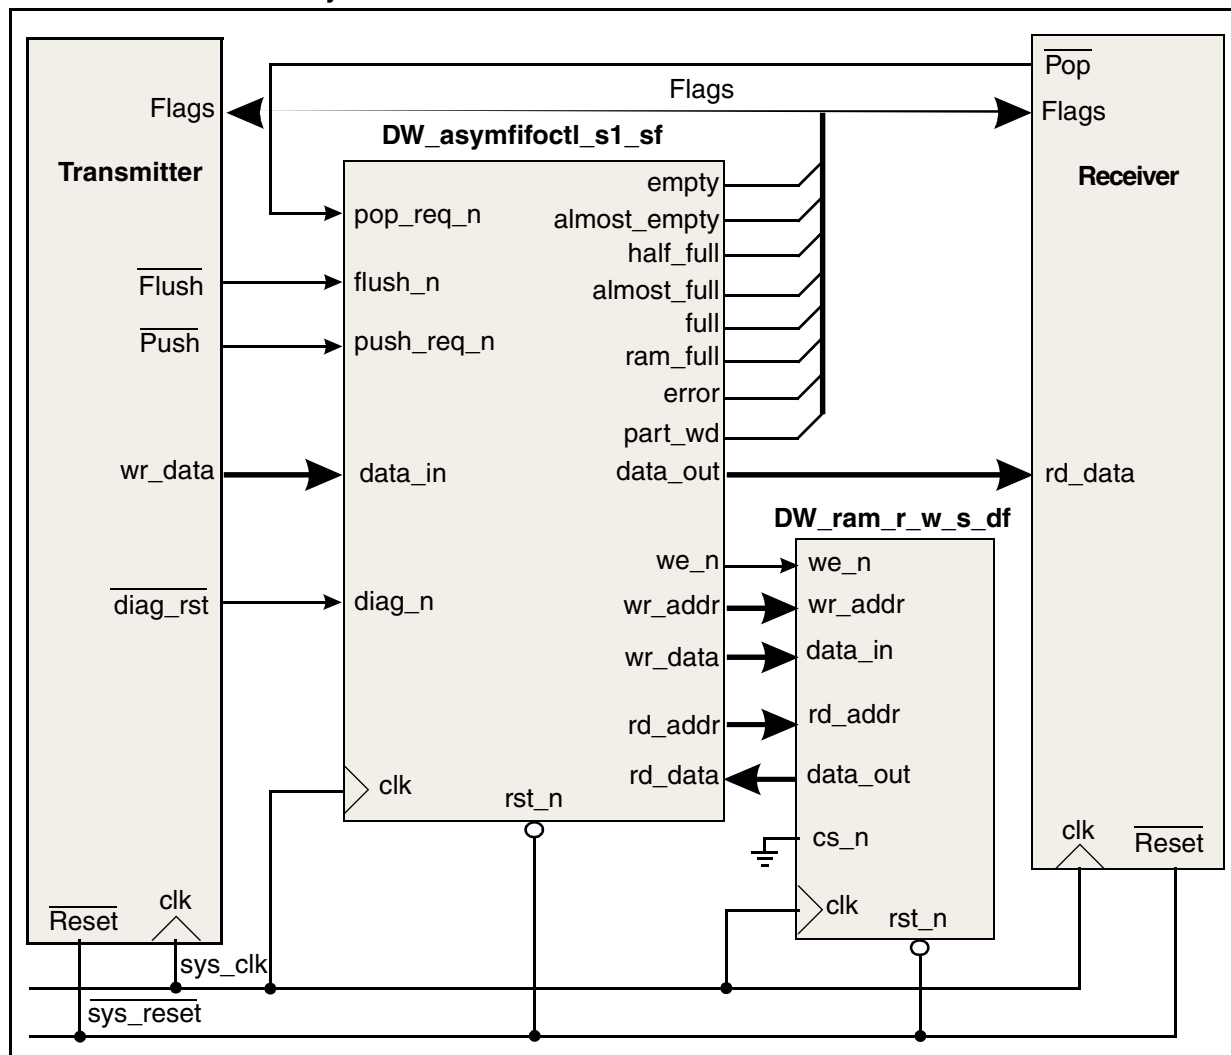 Pop
Flags
Flags
Flags
DW_asymfifoctl_s1_sf
Transmitter
Receiver
empty
pop_req_n
almost_empty
half_full
Flush
flush_n
almost_full
full
Push
push_req_n
ram_full
error
part_wd
wr_data
data_in
data_out
rd_data
DW_ram_r_w_s_df
we_n
we_n
diag_rst
diag_n
wr_addr
wr_addr
wr_data
data_in
rd_addr
rd_addr
rd_data
data_out
clk
rst_n
cs_n
clk
Reset
clk
Reset
clk
rst_n
sys_clk
sys_reset